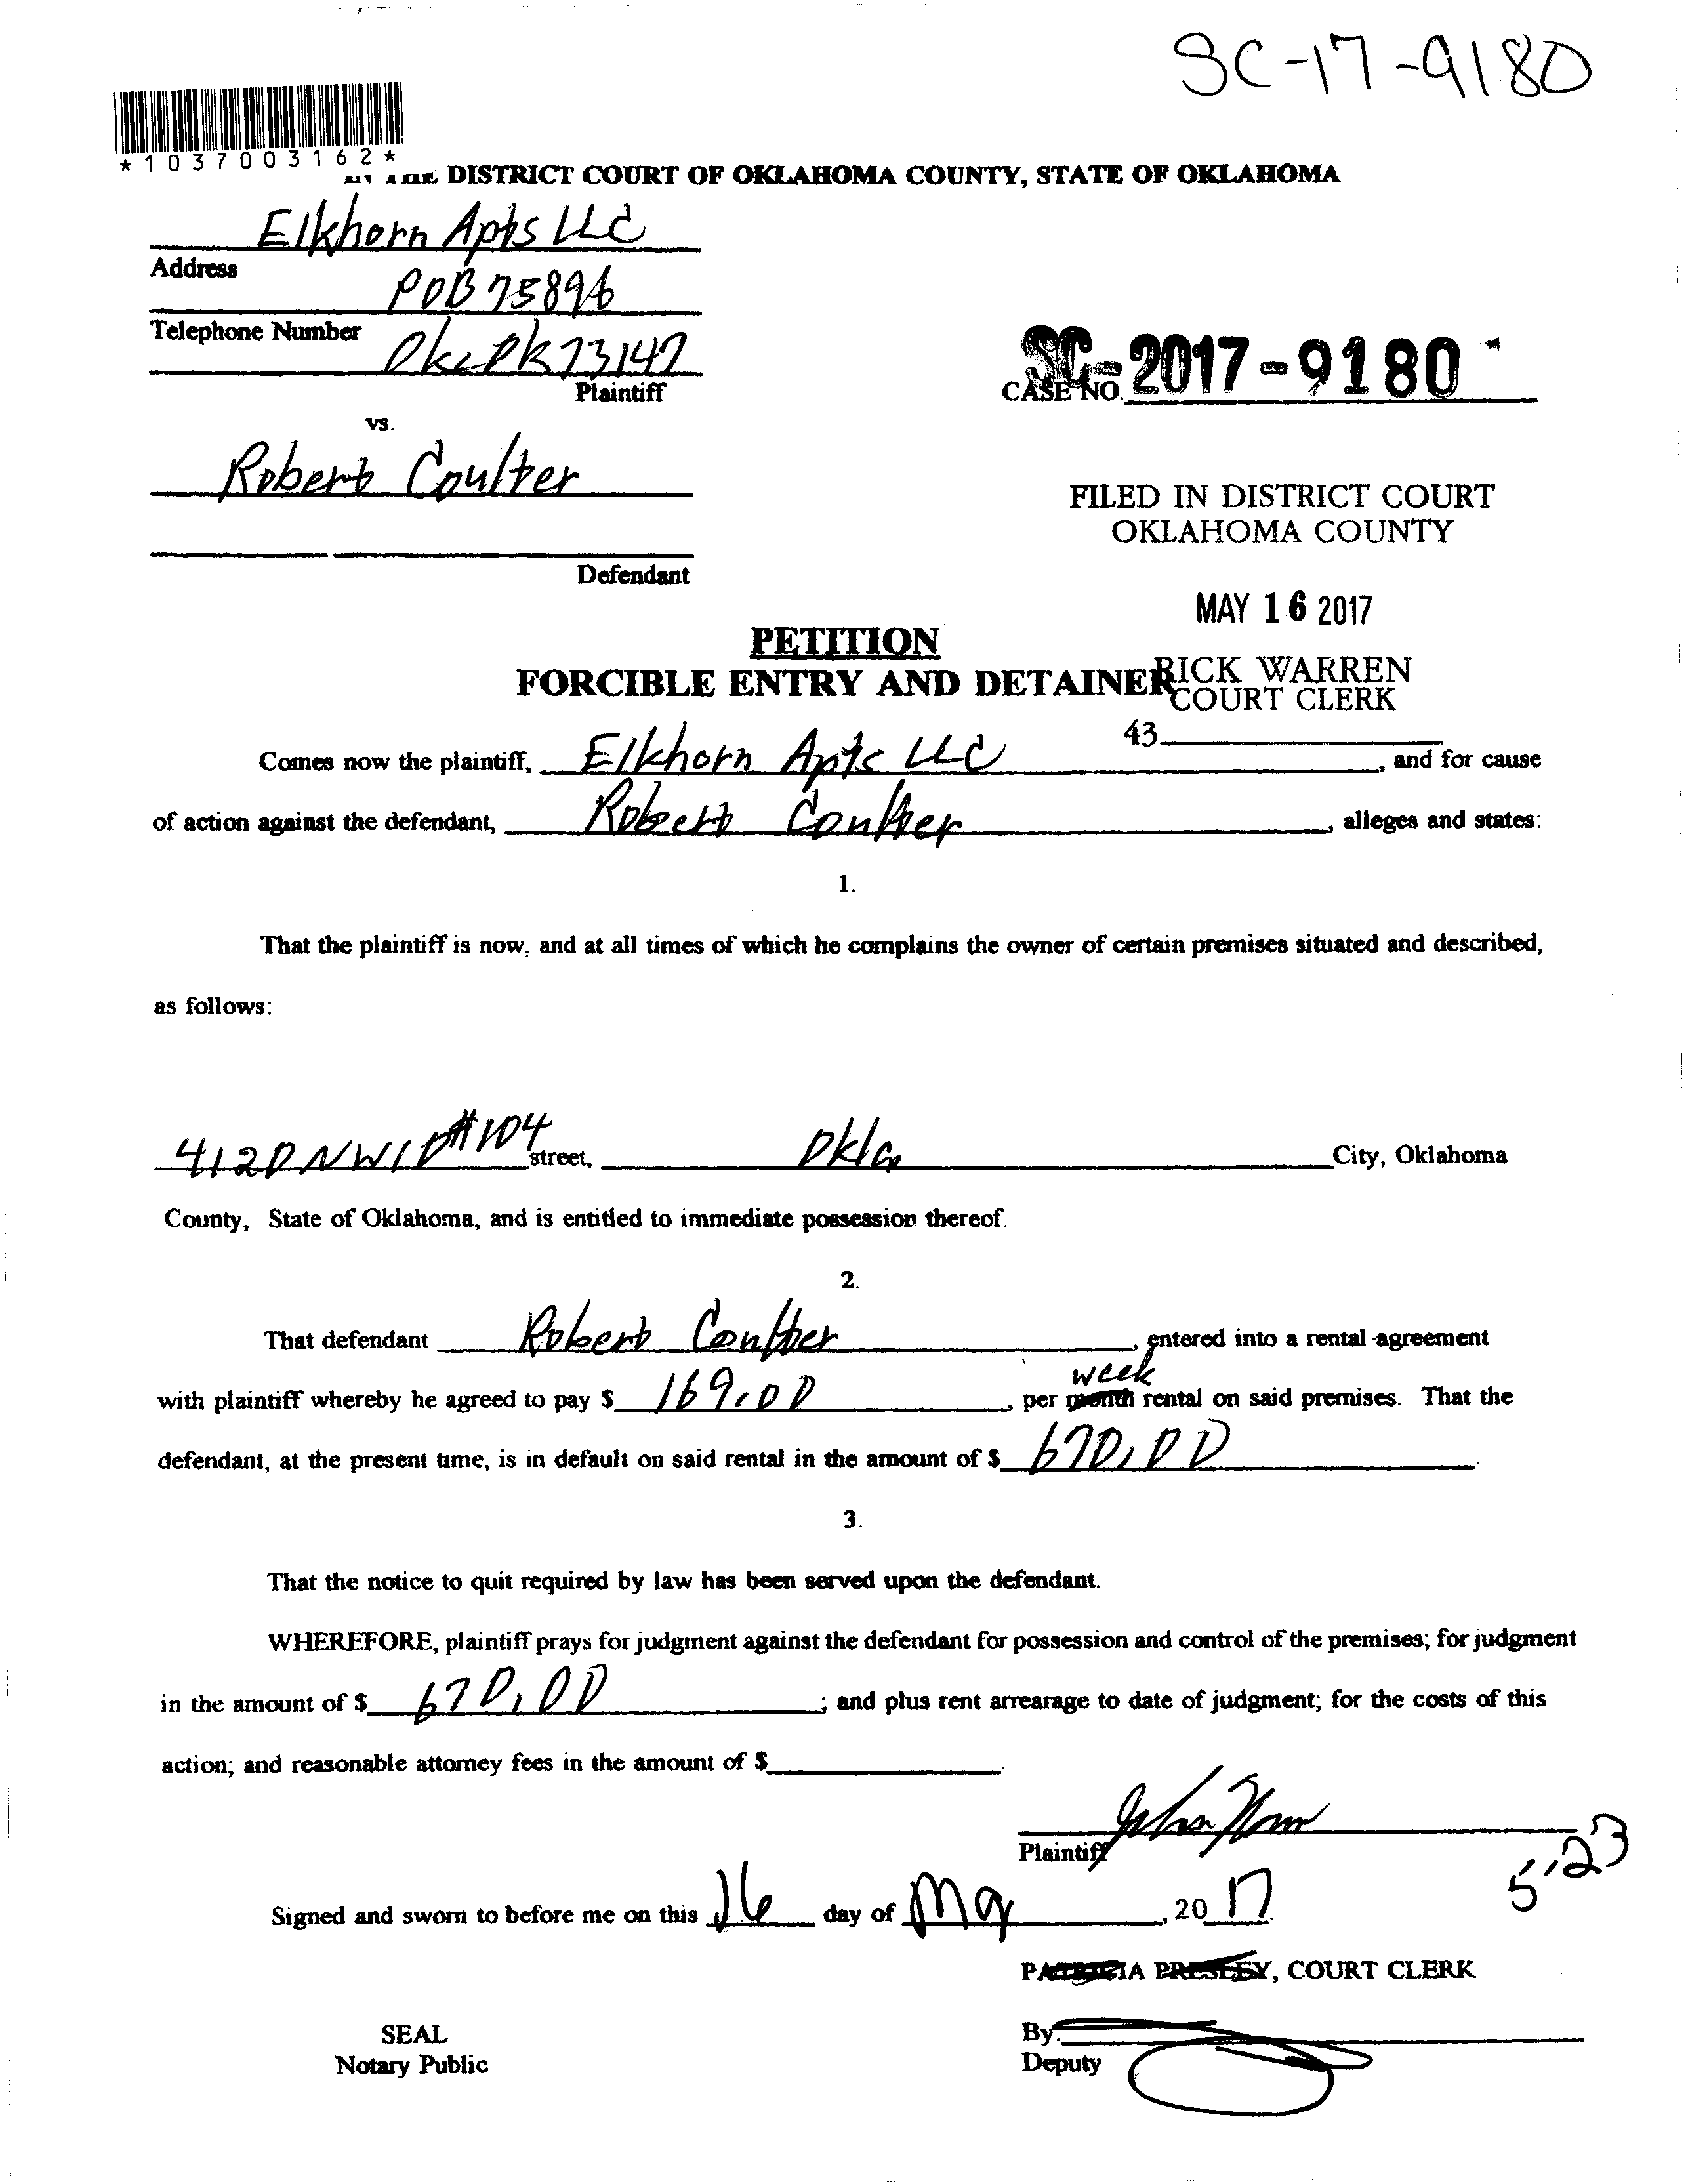 SC-17-9180
*1037003162*
DISTRICT COURT OF OKLAHOMA COUNTY, STATE OF OKLAHOMA
Elkhorn Apts LLC
Address
POB 75896
Telephone Number
Okc Ok 73147
Plaintiff
SC-2017-9180
CASE NO.
vs.
Robert Coulter
FILED IN DISTRICT COURT
OKLAHOMA COUNTY
Defendant
MAY 16 2017
PETITION
FORCIBLE ENTRY AND DETAINER
RICK WARREN
COURT CLERK
43
Comes now the plaintiff, Elkhorn Apts LLC, and for cause
of action against the defendant, Robert Coulter, alleges and states:
1.
That the plaintiff is now, and at all times of which he complains the owner of certain premises situated and described,
as follows:
4120 NW10 #104 street, Okla City, Oklahoma
County, State of Oklahoma, and is entitled to immediate possession thereof.
2.
That defendant Robert Coulter, entered into a rental agreement
week
with plaintiff whereby he agreed to pay $ 169.00, per month rental on said premises. That the
defendant, at the present time, is in default on said rental in the amount of $ 670.00.
3.
That the notice to quit required by law has been served upon the defendant.
WHEREFORE, plaintiff prays for judgment against the defendant for possession and control of the premises; for judgment
in the amount of $ 670.00; and plus rent arrearage to date of judgment; for the costs of this
action; and reasonable attorney fees in the amount of $.
Plaintiff
5-23
Signed and sworn to before me on this 16 day of May, 2017
PATRICIA PRESLEY, COURT CLERK
SEAL
Notary Public
By:
Deputy